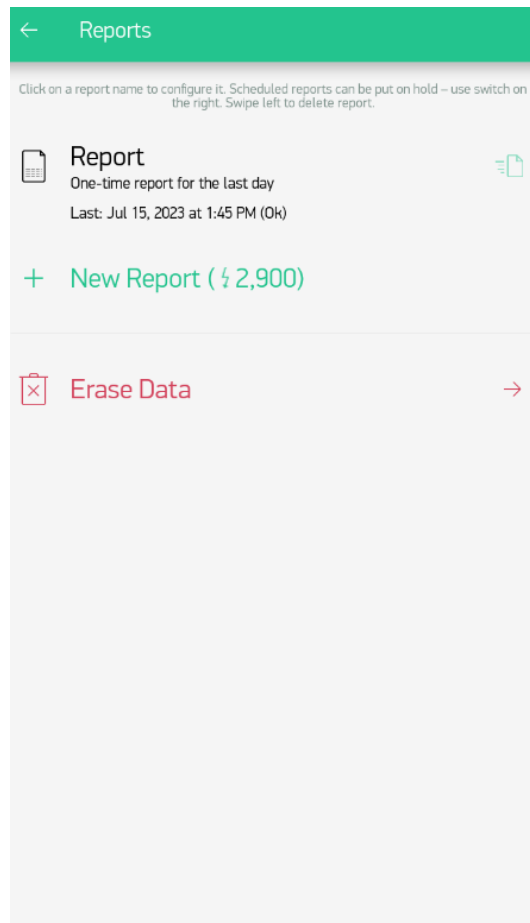 Reports
Click on a report name to configure it. Scheduled reports can be put on hold – use switch on
the right. Swipe left to delete report.
Report
One-time report for the last day
Last: Jul 15, 2023 at 1:45 PM (Ok)
New Report (⚡2,900)
Erase Data